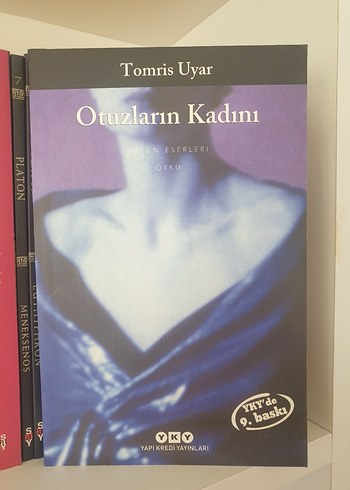 Tomris Uyar
Otuzların Kadını
BÜTÜN ESERLERİ
ÖYKÜ
YKY'de
9. baskı
YKY
YAPI KREDİ YAYINLARI
7
PLATON
MENEKSENOS
EUTHYPHRON